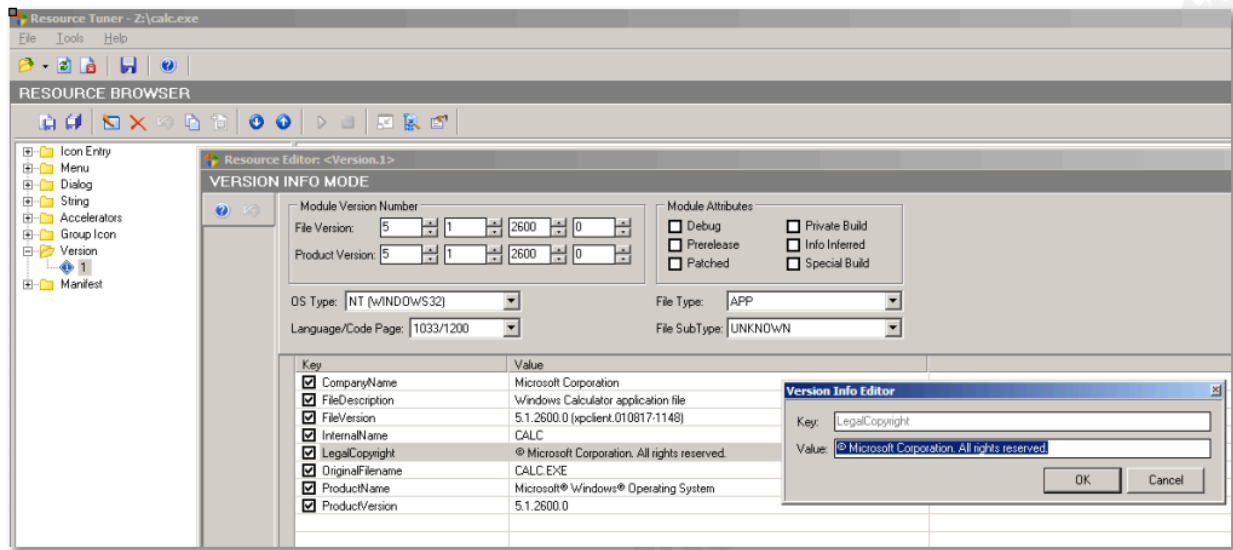 Resource Tuner - Z:\calc.exe
File Tools Help
RESOURCE BROWSER
Icon Entry
Menu
Dialog
String
Accelerators
Group Icon
Version
1
Manifest
Resource Editor: <Version.1>
VERSION INFO MODE
Module Version Number
File Version: 5 1 2600 0
Product Version: 5 1 2600 0
Module Attributes
Debug Private Build
Prerelease Info Inferred
Patched Special Build
OS Type: NT (WINDOWS32) File Type: APP
Language/Code Page: 1033/1200 File SubType: UNKNOWN
Key Value
CompanyName Microsoft Corporation
FileDescription Windows Calculator application file
FileVersion 5.1.2600.0 (xpclient.010817-1148)
InternalName CALC
LegalCopyright © Microsoft Corporation. All rights reserved.
OriginalFilename CALC.EXE
ProductName Microsoft® Windows® Operating System
ProductVersion 5.1.2600.0
Version Info Editor
Key: LegalCopyright
Value: © Microsoft Corporation. All rights reserved.
OK Cancel